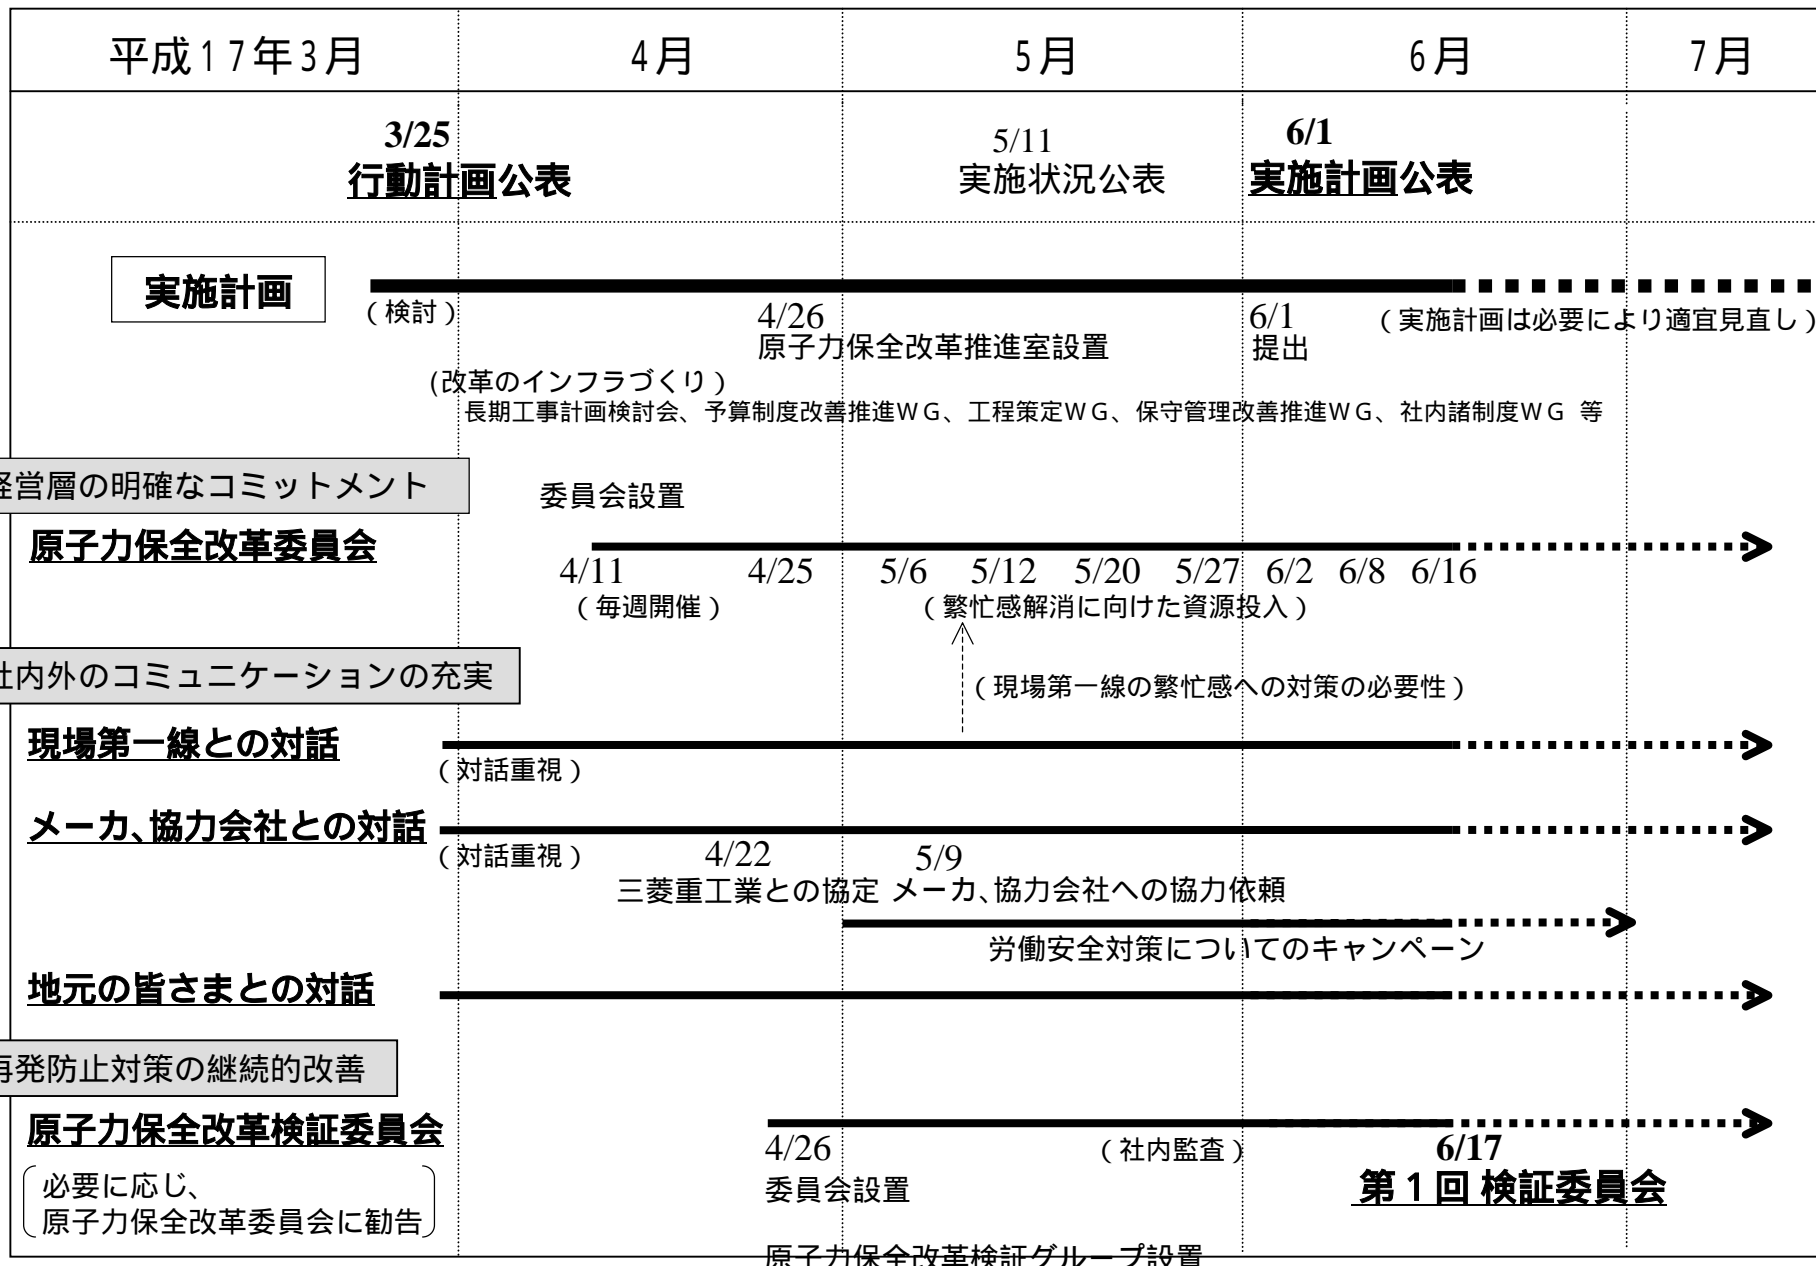 平成１７年３月
４月
５月
６月
７月
3/25
行動計画公表
5/11
実施状況公表
6/1
実施計画公表
実施計画
（検討）
4/26
原子力保全改革推進室設置
6/1
提出
（実施計画は必要により適宜見直し）
(改革のインフラづくり）
長期工事計画検討会、予算制度改善推進ＷＧ、工程策定ＷＧ、保守管理改善推進ＷＧ、社内諸制度ＷＧ 等
経営層の明確なコミットメント
委員会設置
原子力保全改革委員会
4/11 4/25 5/6 5/12 5/20 5/27 6/2 6/8 6/16
（毎週開催）
（繁忙感解消に向けた資源投入）
社内外のコミュニケーションの充実
（現場第一線の繁忙感への対策の必要性）
現場第一線との対話
（対話重視）
メーカ、協力会社との対話
（対話重視）
4/22
三菱重工業との協定
5/9
メーカ、協力会社への協力依頼
労働安全対策についてのキャンペーン
地元の皆さまとの対話
再発防止対策の継続的改善
原子力保全改革検証委員会
必要に応じ、
原子力保全改革委員会に勧告
4/26
委員会設置
（社内監査）
6/17
第１回 検証委員会
原子力保全改革検証グループ設置